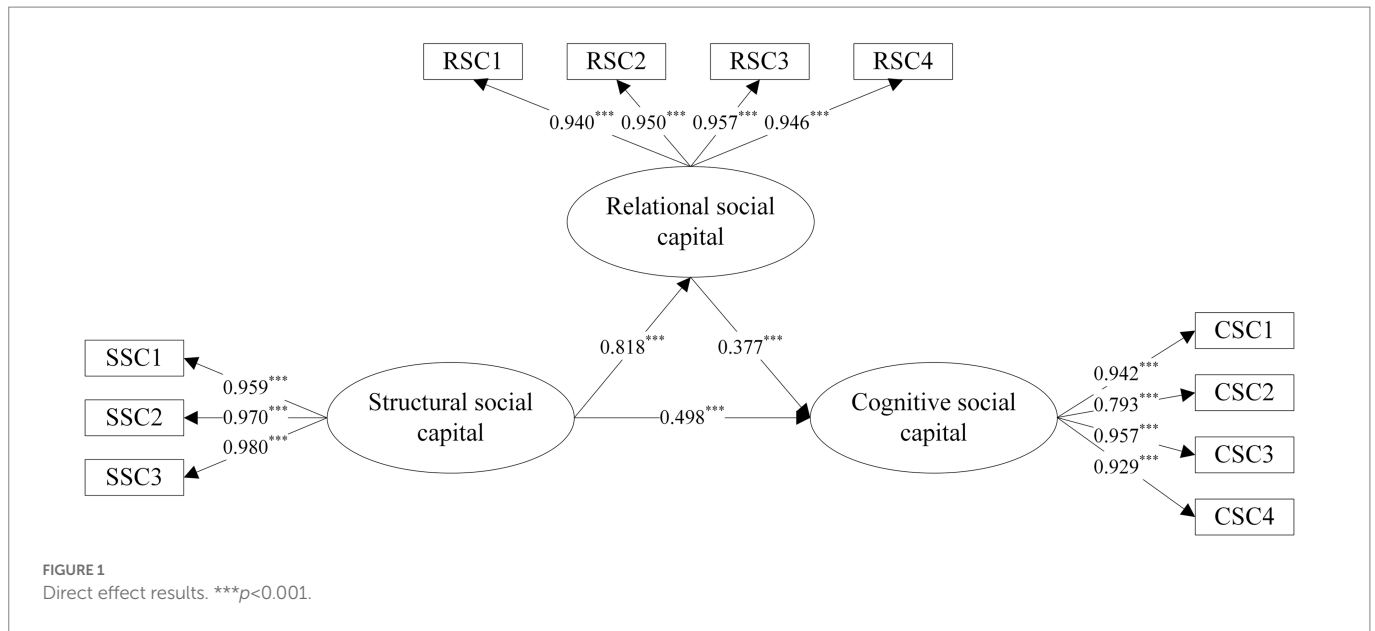 RSC1 RSC2 RSC3 RSC4
0.940*** 0.950*** 0.957*** 0.946***
Relational social
capital
SSC1
SSC2
SSC3
0.959***
0.970***
0.980***
Structural social
capital
0.818***
0.377***
0.498***
Cognitive social
capital
0.942***
0.793***
0.957***
0.929***
CSC1
CSC2
CSC3
CSC4
FIGURE 1
Direct effect results. ***p<0.001.